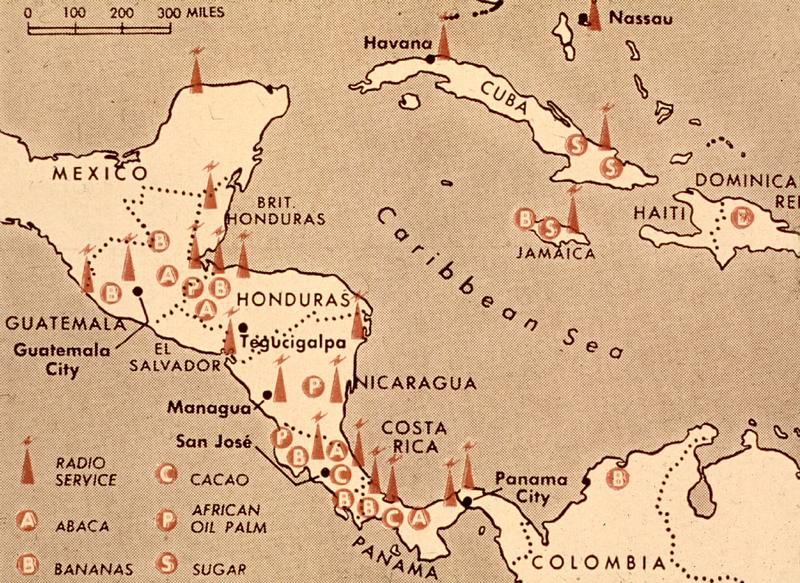 0 100 200 300 MILES
Nassau
Havana
CUBA
MEXICO
DOMINICA
REP
BRIT.
HONDURAS
HAITI
B
S
S
S
JAMAICA
Caribbean Sea
B
A
B
P
B
A
HONDURAS
GUATEMALA
Guatemala
City
EL
SALVADOR
Tegucigalpa
P
NICARAGUA
Managua
COSTA
RICA
San José
P
B
A
C
B
B
C
A
Panama
City
B
PANAMA
COLOMBIA
RADIO
SERVICE
C CACAO
A ABACA
P AFRICAN
OIL PALM
B BANANAS
S SUGAR